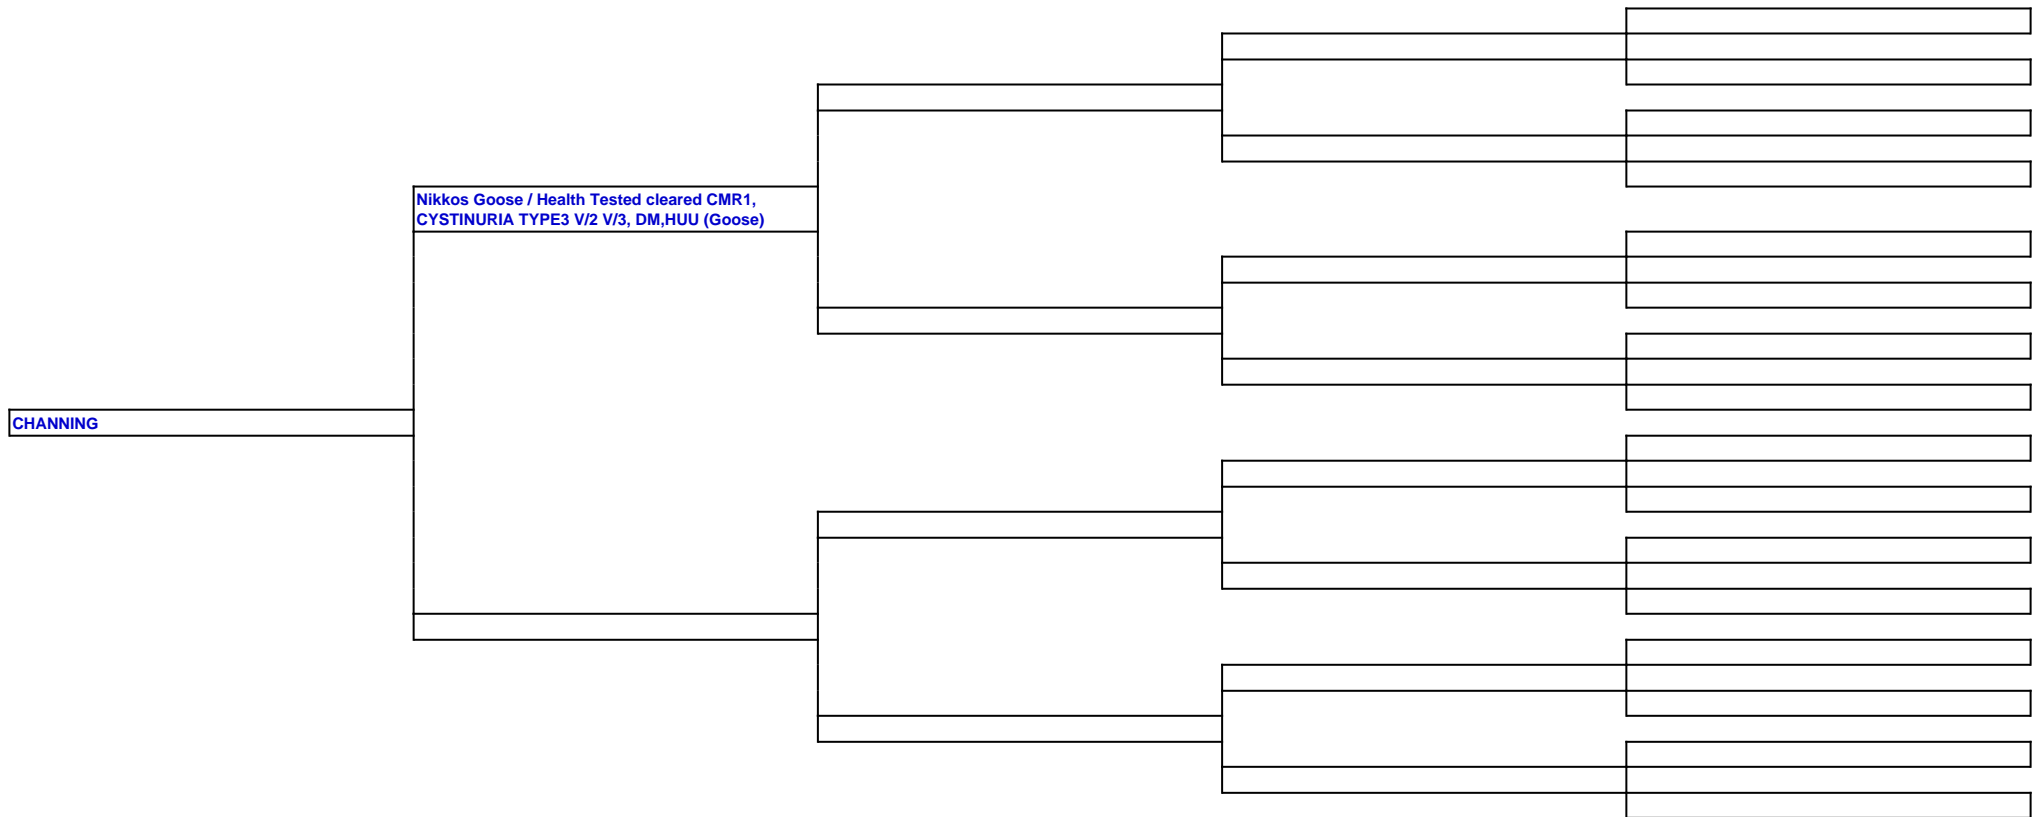 Nikkos Goose / Health Tested cleared CMR1,
CYSTINURIA TYPE3 V/2 V/3, DM,HUU (Goose)
CHANNING